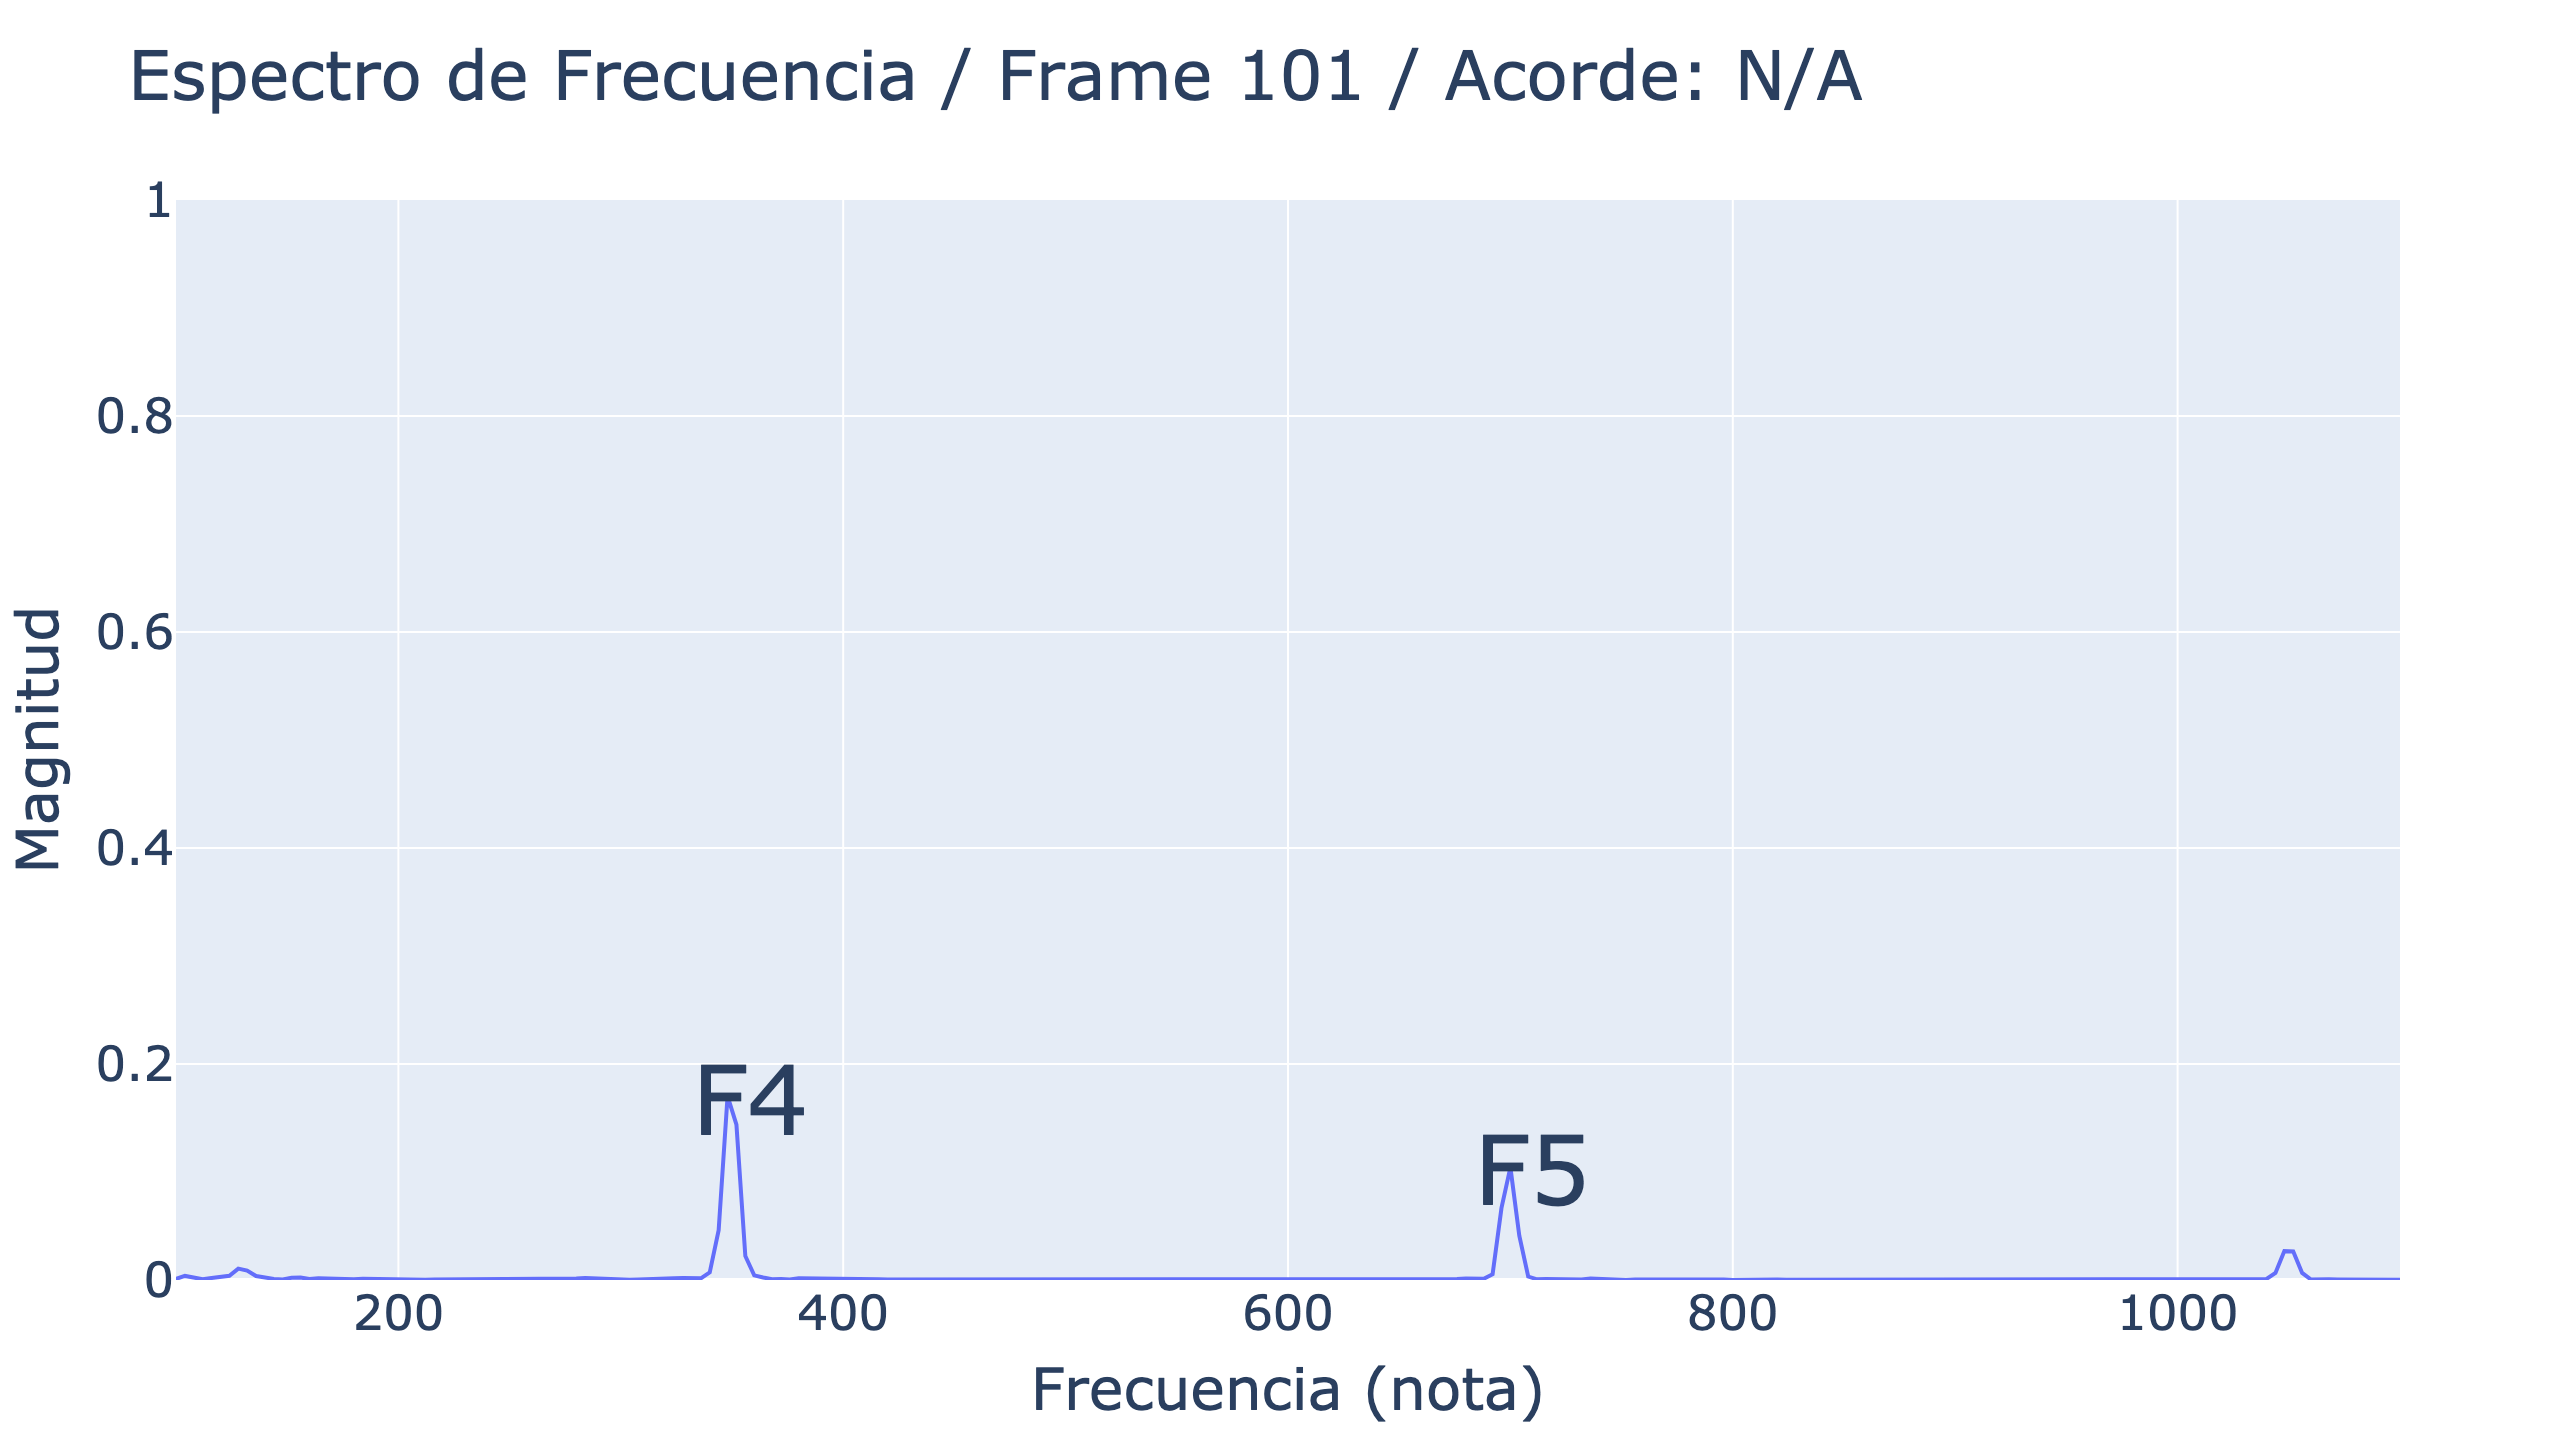 Espectro de Frecuencia / Frame 101 / Acorde: N/A
1
0.8
0.6
0.4
0.2
0
Magnitud
F4
F5
200 400 600 800 1000
Frecuencia (nota)